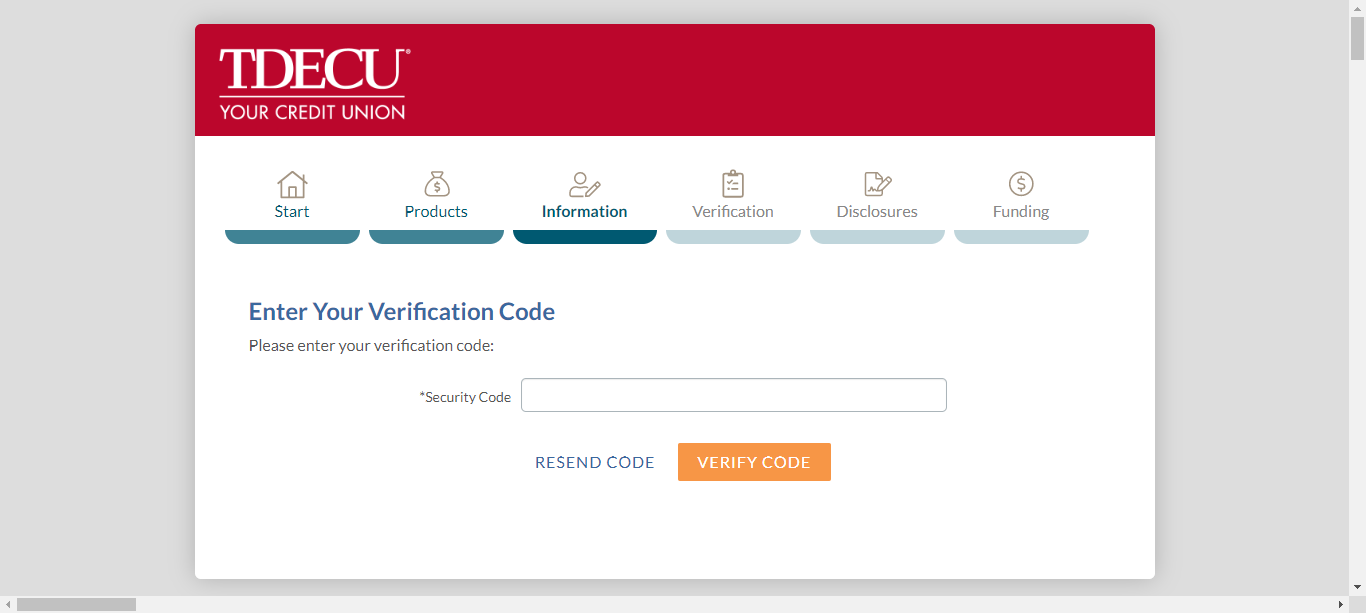 TDECU®
YOUR CREDIT UNION
Start
Products
Information
Verification
Disclosures
Funding
Enter Your Verification Code
Please enter your verification code:
*Security Code
RESEND CODE
VERIFY CODE